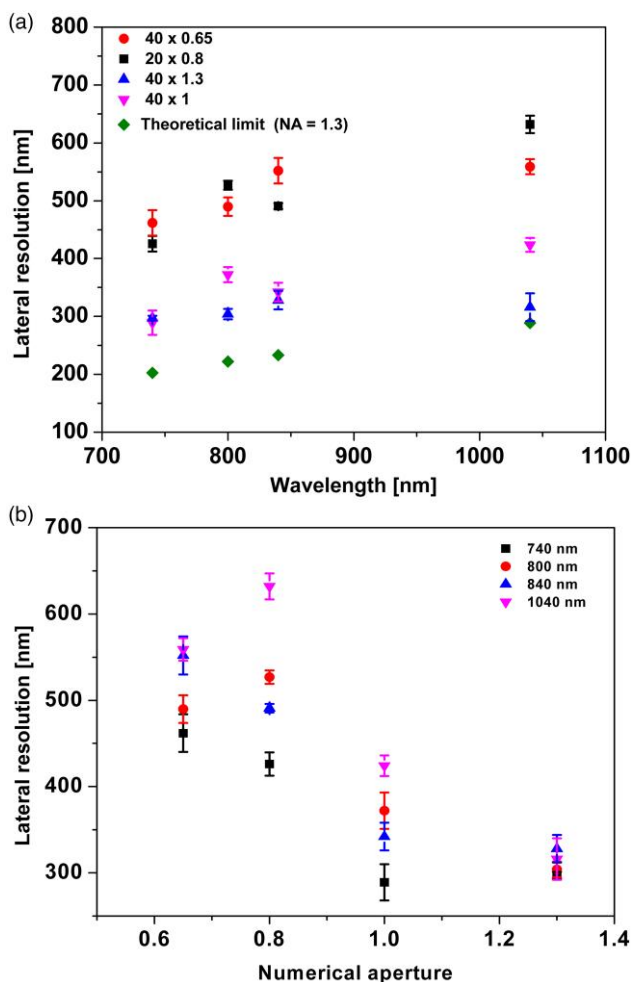 (a)
800
700
600
500
400
300
200
100
Lateral resolution [nm]
40 x 0.65
20 x 0.8
40 x 1.3
40 x 1
Theoretical limit (NA = 1.3)
700
800
900
1000
1100
Wavelength [nm]
(b)
700
600
500
400
300
Lateral resolution [nm]
740 nm
800 nm
840 nm
1040 nm
0.6
0.8
1.0
1.2
1.4
Numerical aperture